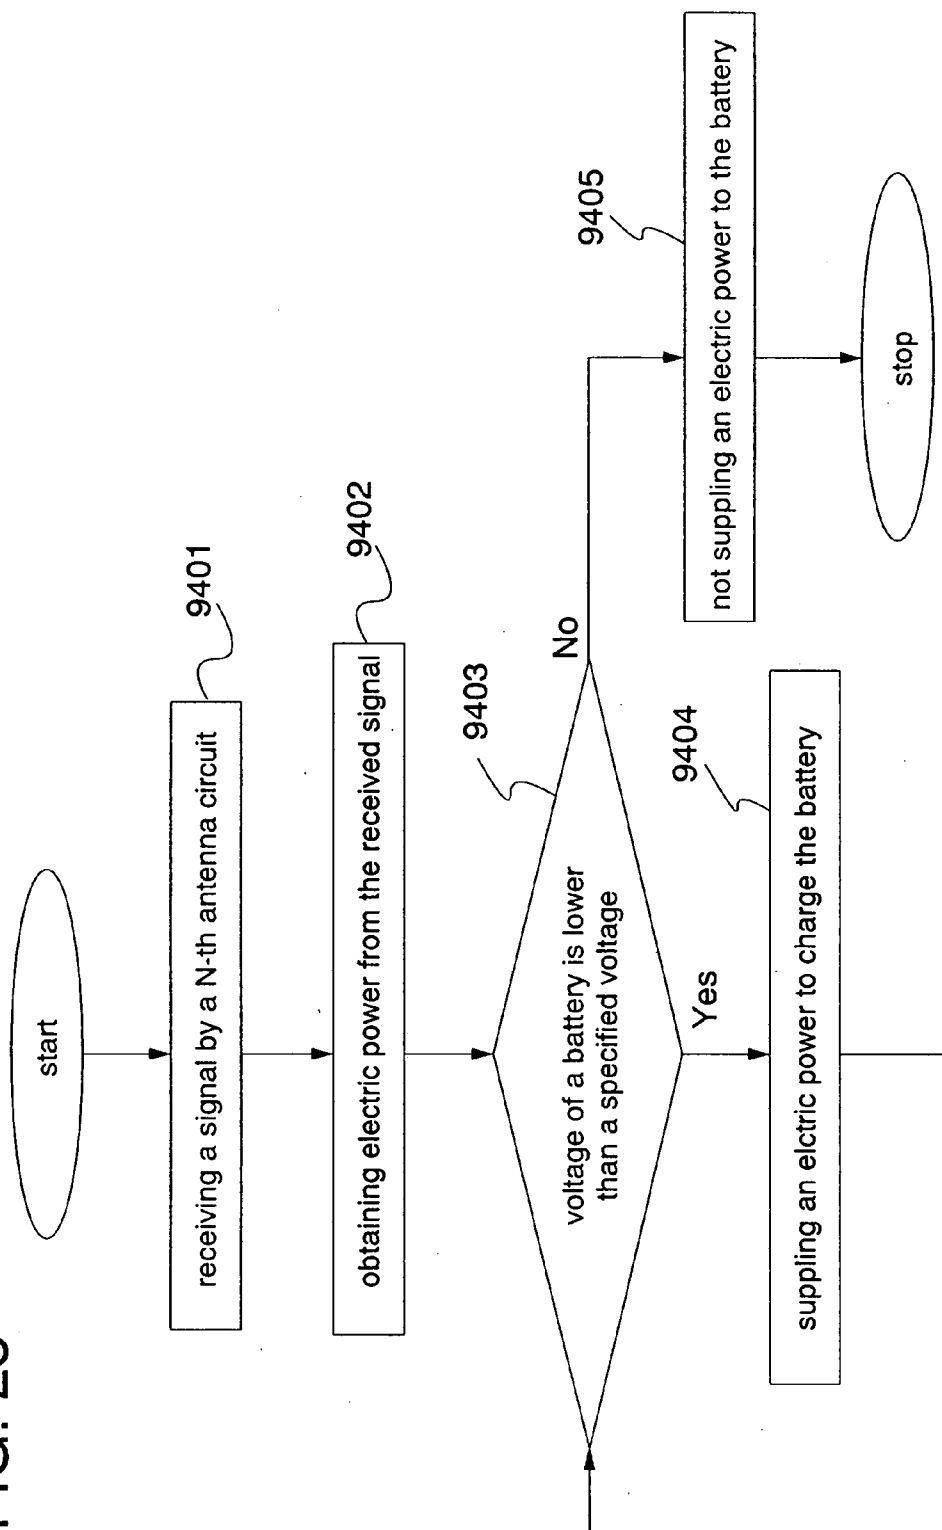 start
receiving a signal by a N-th antenna circuit
9401
obtaining electric power from the received signal
9402
voltage of a battery is lower
than a specified voltage
9403
No
Yes
suppling an elctric power to charge the battery
9404
not suppling an electric power to the battery
9405
stop